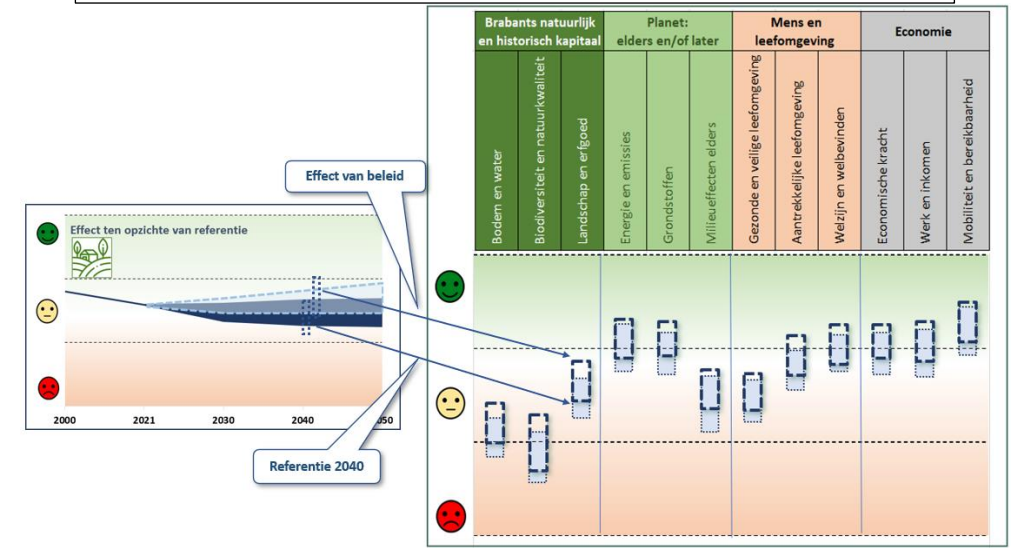 Brabants natuurlijk
en historisch kapitaal
Planet:
elders en/of later
Mens en
leefomgeving
Economie
Bodem en water
Biodiversiteit en natuurkwaliteit
Landschap en erfgoed
Energie en emissies
Grondstoffen
Milieueffecten elders
Gezonde en veilige leefomgeving
Aantrekkelijke leefomgeving
Welzijn en welbevinden
Economische kracht
Werk en inkomen
Mobiliteit en bereikbaarheid
Effect van beleid
Effect ten opzichte van referentie
2000 2021 2030 2040 050
Referentie 2040